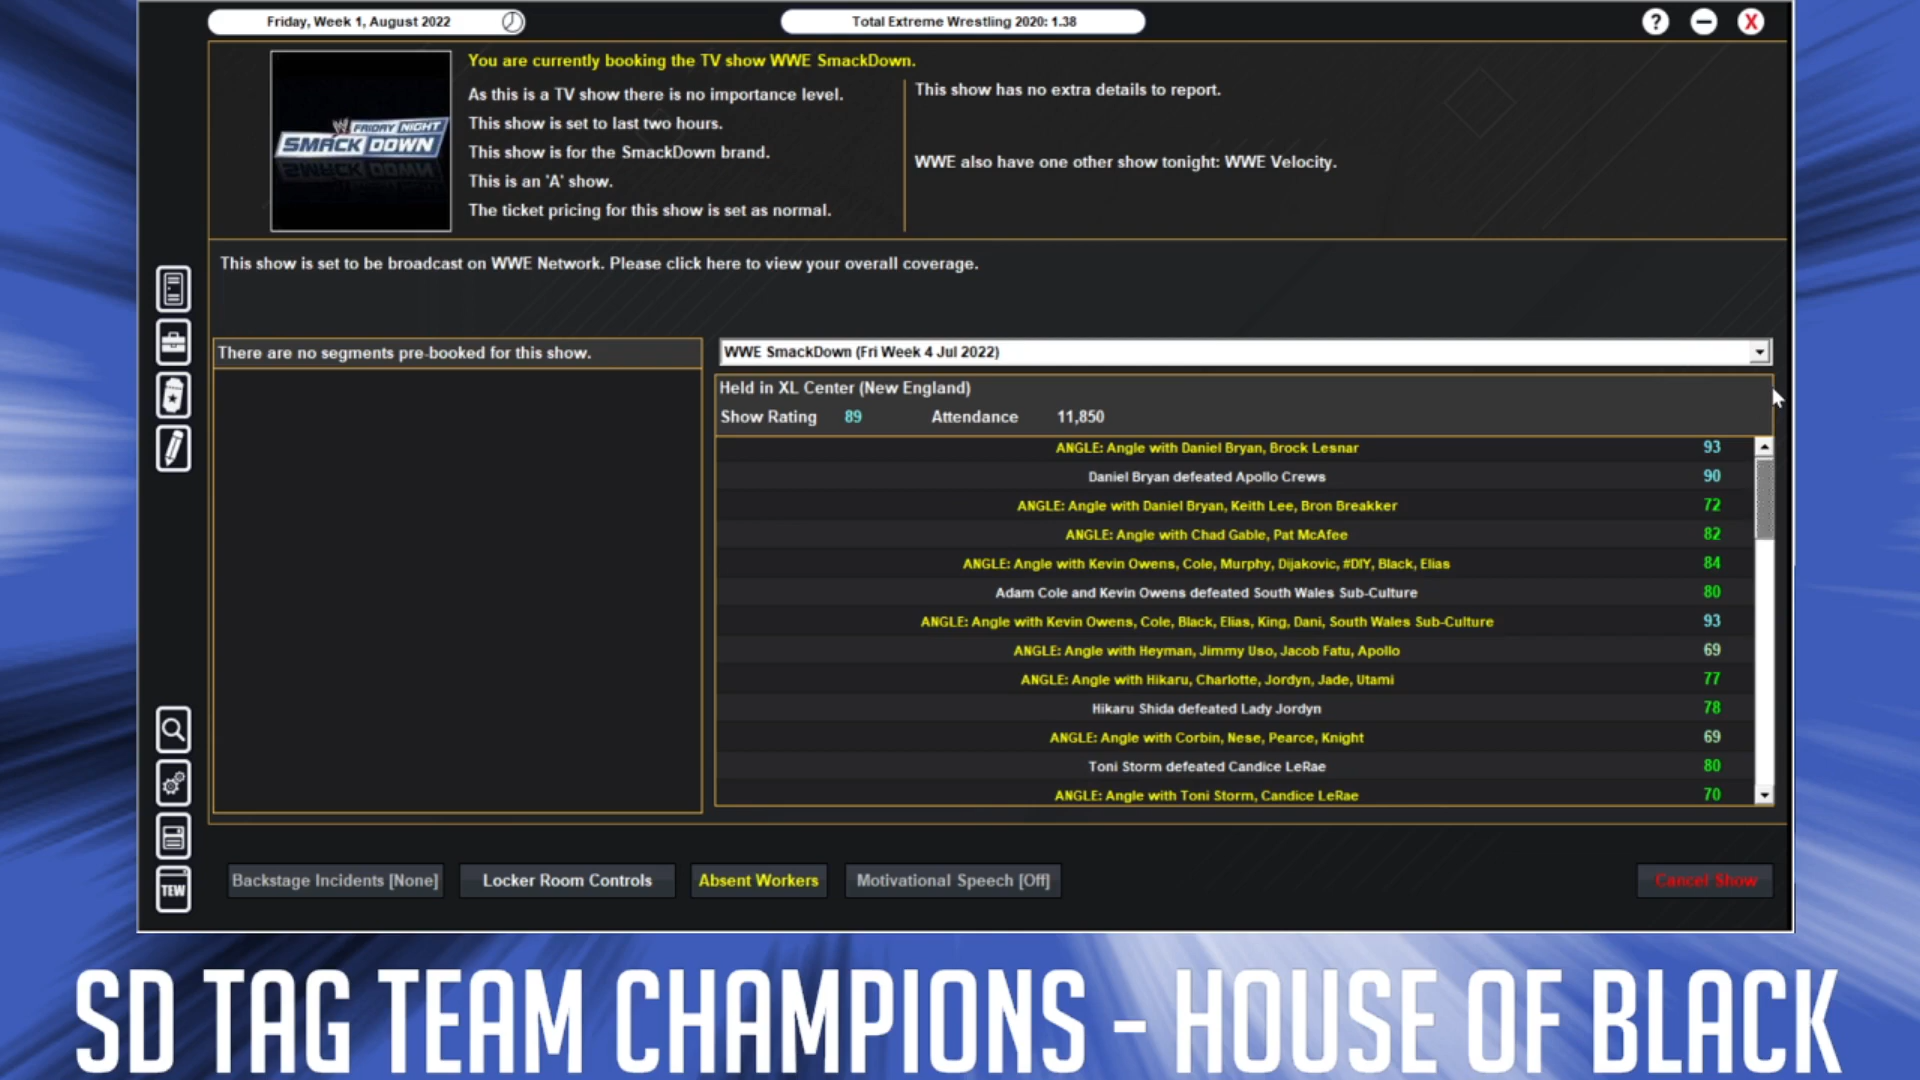 Friday, Week 1, August 2022
Total Extreme Wrestling 2020: 1.38
?
X
W FRIDAY NIGHT
SMACK DOWN
You are currently booking the TV show WWE SmackDown.
As this is a TV show there is no importance level.
This show is set to last two hours.
This show is for the SmackDown brand.
This is an 'A' show.
The ticket pricing for this show is set as normal.
This show has no extra details to report.
WWE also have one other show tonight: WWE Velocity.
This show is set to be broadcast on WWE Network. Please click here to view your overall coverage.
There are no segments pre-booked for this show.
WWE SmackDown (Fri Week 4 Jul 2022)
Held in XL Center (New England)
Show Rating 89 Attendance 11,850
ANGLE: Angle with Daniel Bryan, Brock Lesnar 93
Daniel Bryan defeated Apollo Crews 90
ANGLE: Angle with Daniel Bryan, Keith Lee, Bron Breakker 72
ANGLE: Angle with Chad Gable, Pat McAfee 82
ANGLE: Angle with Kevin Owens, Cole, Murphy, Dijakovic, #DIY, Black, Elias 84
Adam Cole and Kevin Owens defeated South Wales Sub-Culture 80
ANGLE: Angle with Kevin Owens, Cole, Black, Elias, King, Dani, South Wales Sub-Culture 93
ANGLE: Angle with Heyman, Jimmy Uso, Jacob Fatu, Apollo 69
ANGLE: Angle with Hikaru, Charlotte, Jordyn, Jade, Utami 77
Hikaru Shida defeated Lady Jordyn 78
ANGLE: Angle with Corbin, Nese, Pearce, Knight 69
Toni Storm defeated Candice LeRae 80
ANGLE: Angle with Toni Storm, Candice LeRae 70
TEW
Backstage Incidents [None]
Locker Room Controls
Absent Workers
Motivational Speech [Off]
Cancel Show
SD TAG TEAM CHAMPIONS - HOUSE OF BLACK